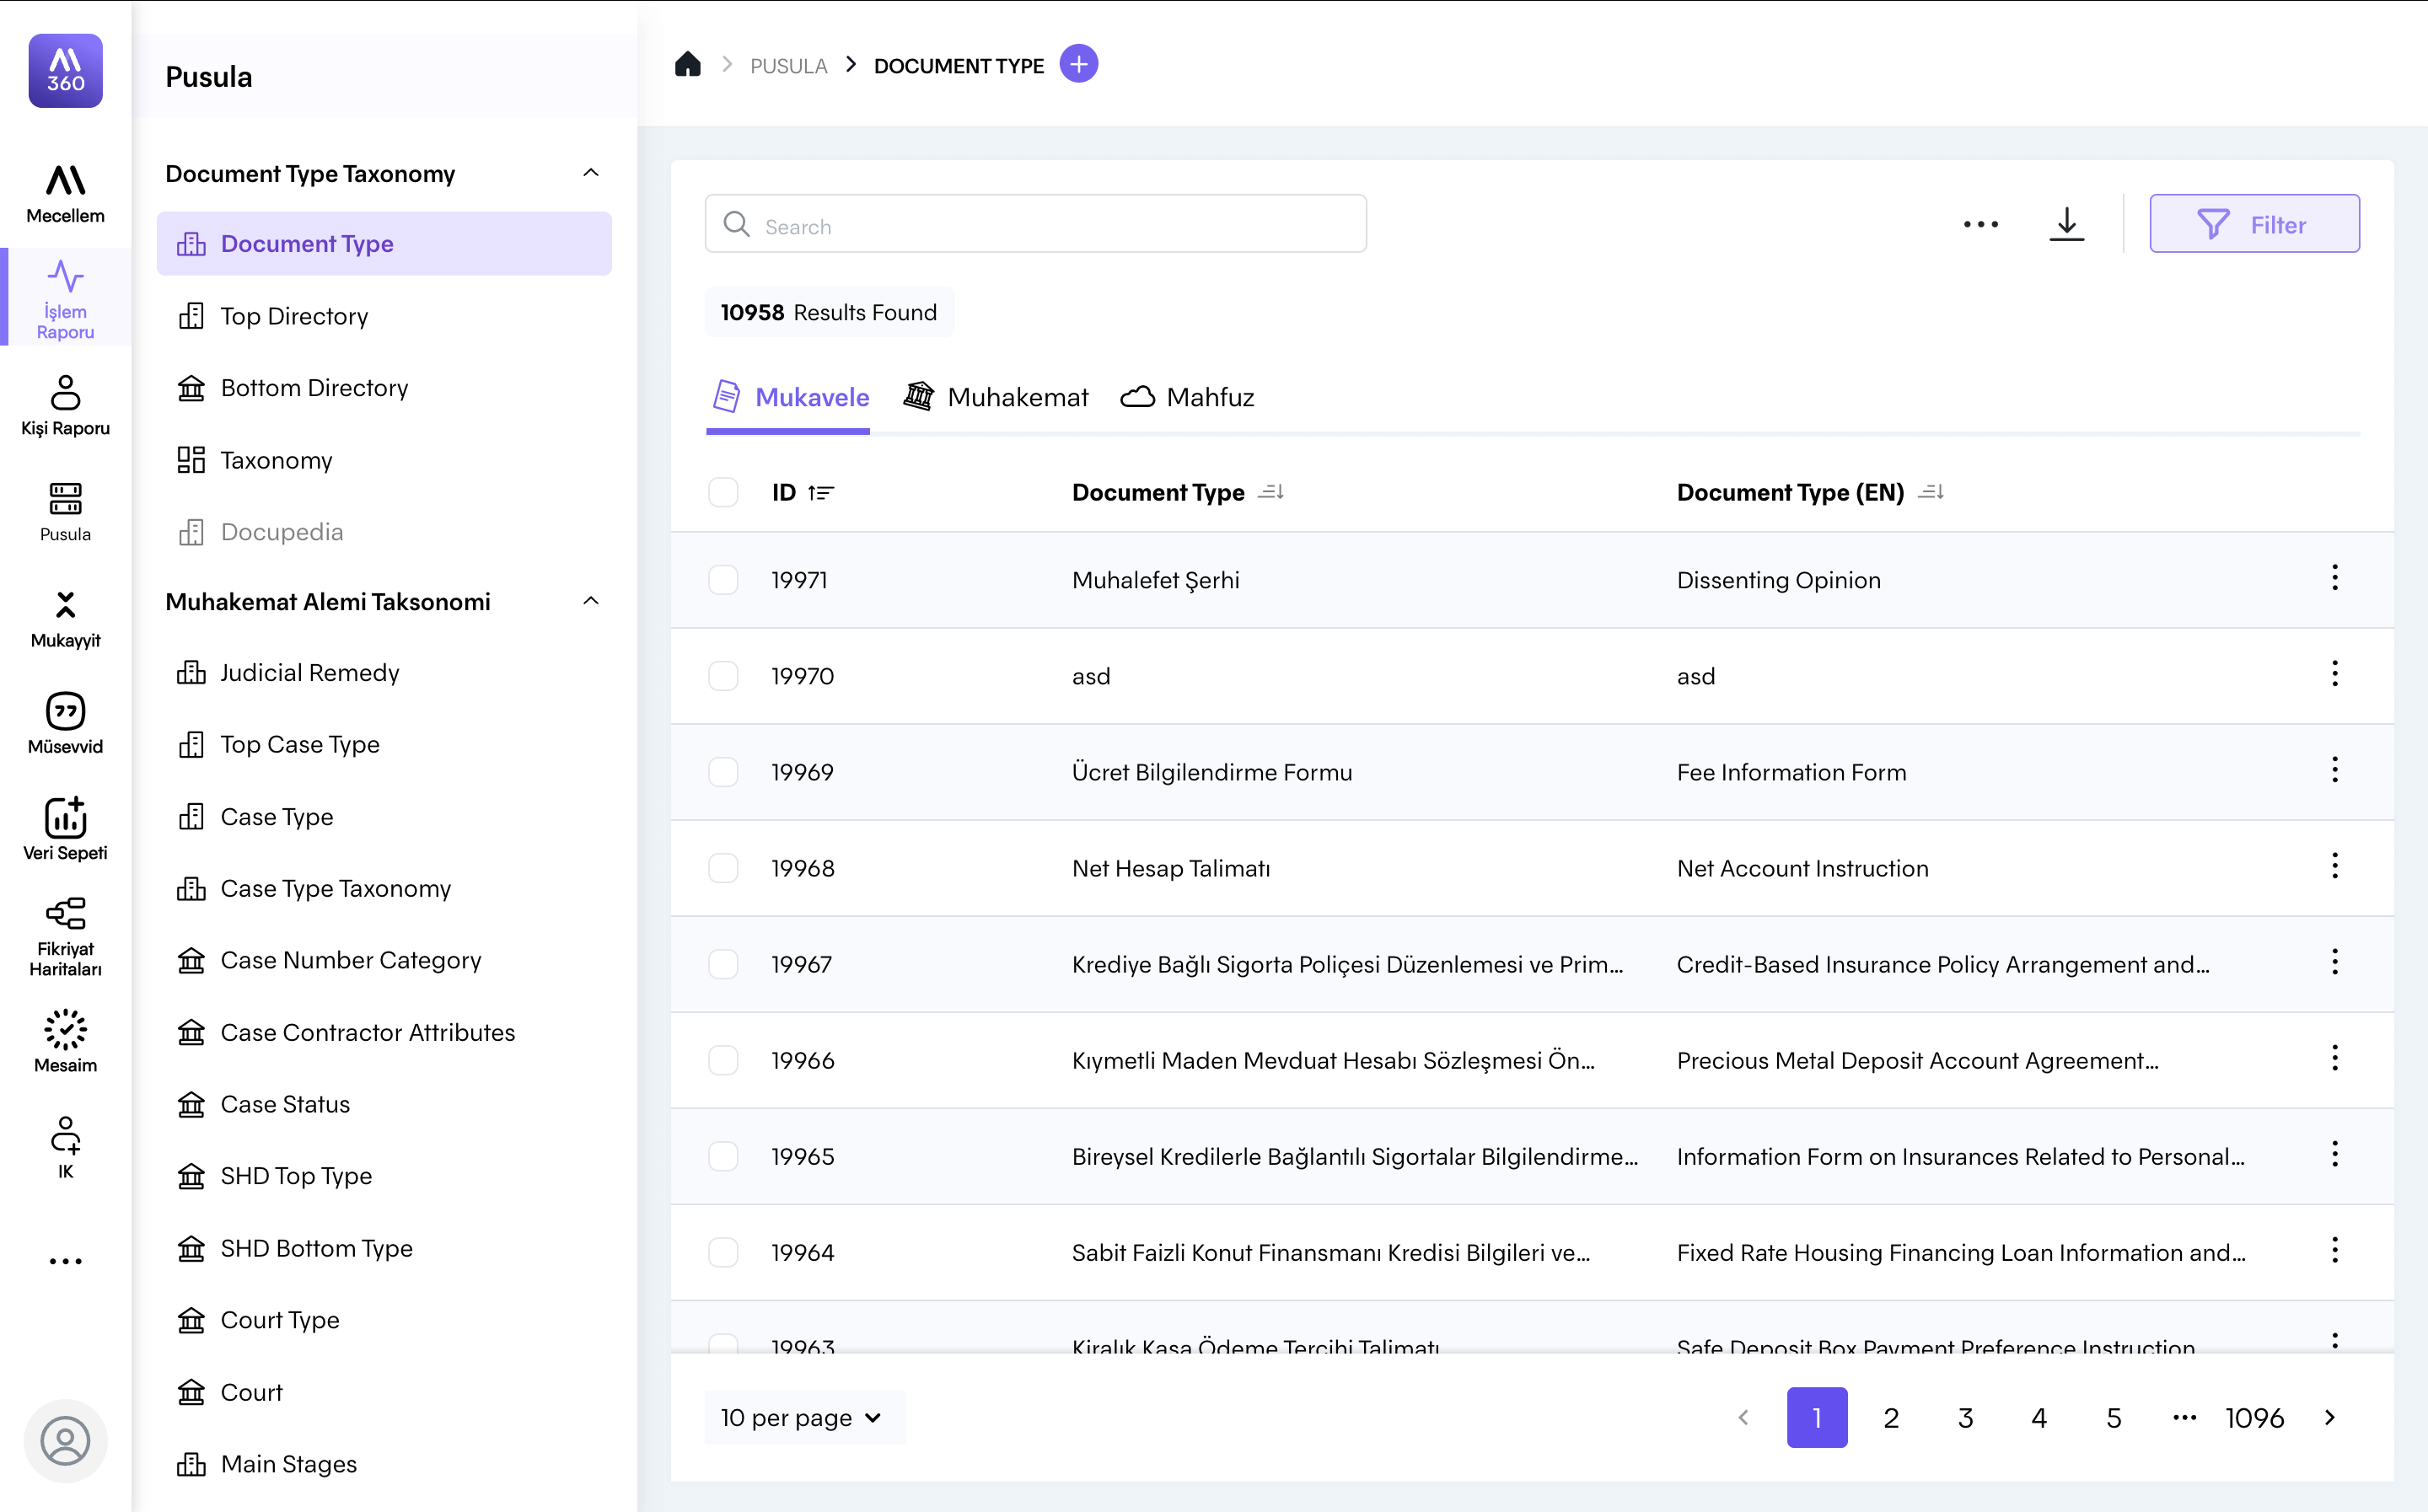 360
Mecellem
İşlem
Raporu
Kişi Raporu
Pusula
Mukayyit
Müsevvid
Veri Sepeti
Fikriyat
Haritaları
Mesaim
IK
Pusula
Document Type Taxonomy
Document Type
Top Directory
Bottom Directory
Taxonomy
Docupedia
Muhakemat Alemi Taksonomi
Judicial Remedy
Top Case Type
Case Type
Case Type Taxonomy
Case Number Category
Case Contractor Attributes
Case Status
SHD Top Type
SHD Bottom Type
Court Type
Court
Main Stages
PUSULA DOCUMENT TYPE
Search
Filter
10958 Results Found
Mukavele Muhakemat Mahfuz
ID Document Type Document Type (EN)
19971 Muhalefet Şerhi Dissenting Opinion
19970 asd asd
19969 Ücret Bilgilendirme Formu Fee Information Form
19968 Net Hesap Talimatı Net Account Instruction
19967 Krediye Bağlı Sigorta Poliçesi Düzenlemesi ve Prim... Credit-Based Insurance Policy Arrangement and...
19966 Kıymetli Maden Mevduat Hesabı Sözleşmesi Ön... Precious Metal Deposit Account Agreement...
19965 Bireysel Kredilerle Bağlantılı Sigortalar Bilgilendirme... Information Form on Insurances Related to Personal...
19964 Sabit Faizli Konut Finansmanı Kredisi Bilgileri ve... Fixed Rate Housing Financing Loan Information and...
19963 Kiralık Kasa Ödeme Tercihi Talimatı Safe Deposit Box Payment Preference Instruction
10 per page
1 2 3 4 5 ... 1096